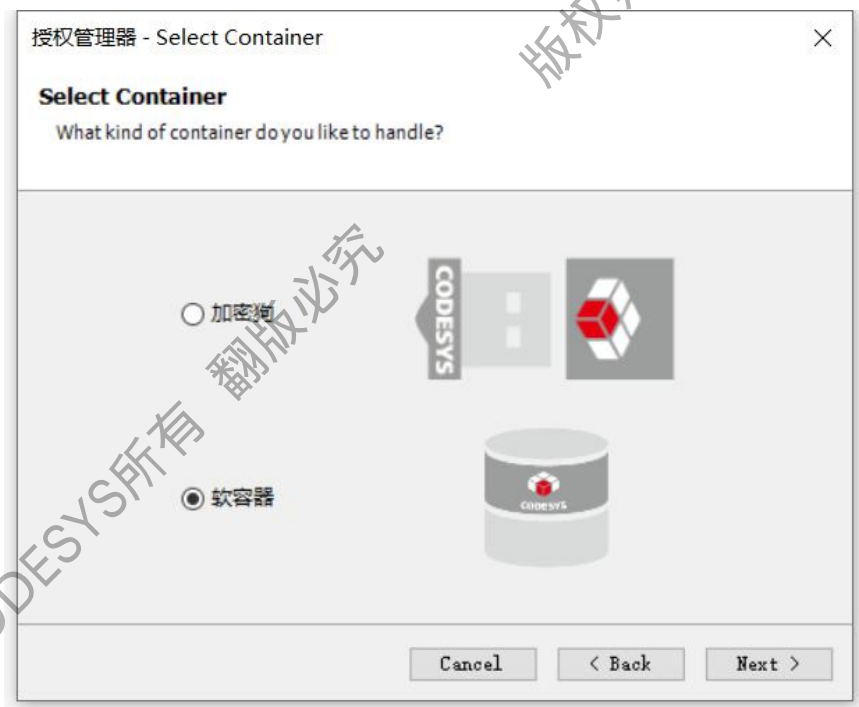 授权管理器 - Select Container
Select Container
What kind of container do you like to handle?
加密狗
CODESYS
软容器
CODESYS
Cancel
< Back
Next >
CODESYS所有 翻版必究
版权